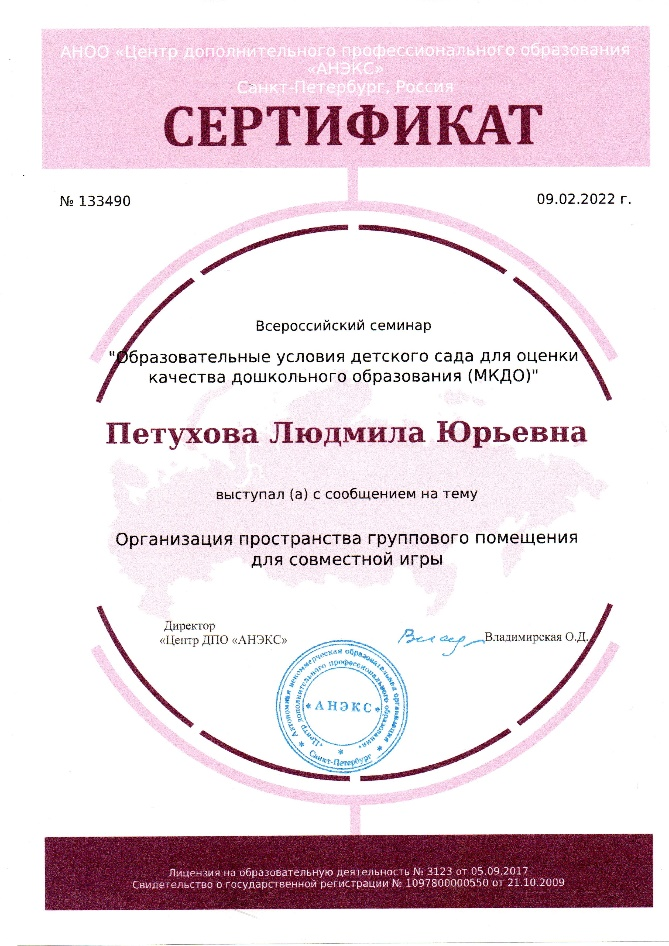 АНОО «Центр дополнительного профессионального образования
«АНЭКС»
Санкт-Петербург, Россия
СЕРТИФИКАТ
№ 133490
09.02.2022 г.
Всероссийский семинар
"Образовательные условия детского сада для оценки
качества дошкольного образования (МКДО)"
Петухова Людмила Юрьевна
выступал (а) с сообщением на тему
Организация пространства группового помещения
для совместной игры
Директор
«Центр ДПО «АНЭКС»
Владимирская О.Д.
Автономная некоммерческая образовательная организация
«Центр дополнительного профессионального образования»
* АНЭКС *
Санкт-Петербург
Лицензия на образовательную деятельность № 3123 от 05.09.2017
Свидетельство о государственной регистрации № 1097800000550 от 21.10.2009